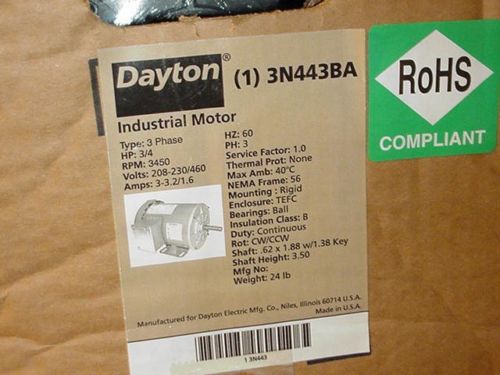 Dayton®
(1) 3N443BA
RoHS
COMPLIANT
Industrial Motor
Type: 3 Phase
HP: 3/4
RPM: 3450
Volts: 208-230/460
Amps: 3-3.2/1.6
HZ: 60
PH: 3
Service Factor: 1.0
Thermal Prot: None
Max Amb: 40°C
NEMA Frame: 56
Mounting : Rigid
Enclosure: TEFC
Bearings: Ball
Insulation Class: B
Duty: Continuous
Rot: CW/CCW
Shaft: .62 x 1.88 w/1.38 Key
Shaft Height: 3.50
Mfg No:
Weight: 24 lb
Manufactured for Dayton Electric Mfg. Co., Niles, Illinois 60714 U.S.A.
Made in U.S.A.
1 3N443